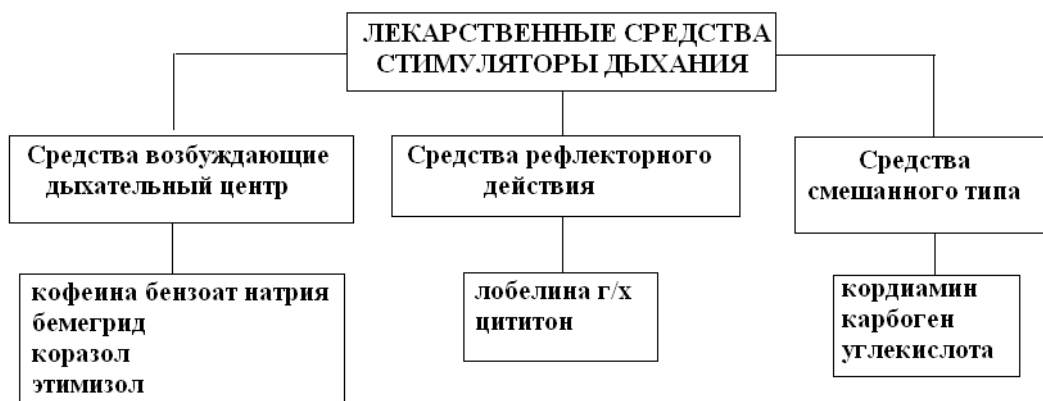 ЛЕКАРСТВЕННЫЕ СРЕДСТВА
СТИМУЛЯТОРЫ ДЫХАНИЯ
Средства возбуждающие
дыхательный центр
Средства рефлекторного
действия
Средства
смешанного типа
кофеина бензоат натрия
бемегрид
коразол
этимизол
лобелина г/х
цититон
кордиамин
карбоген
углекислота